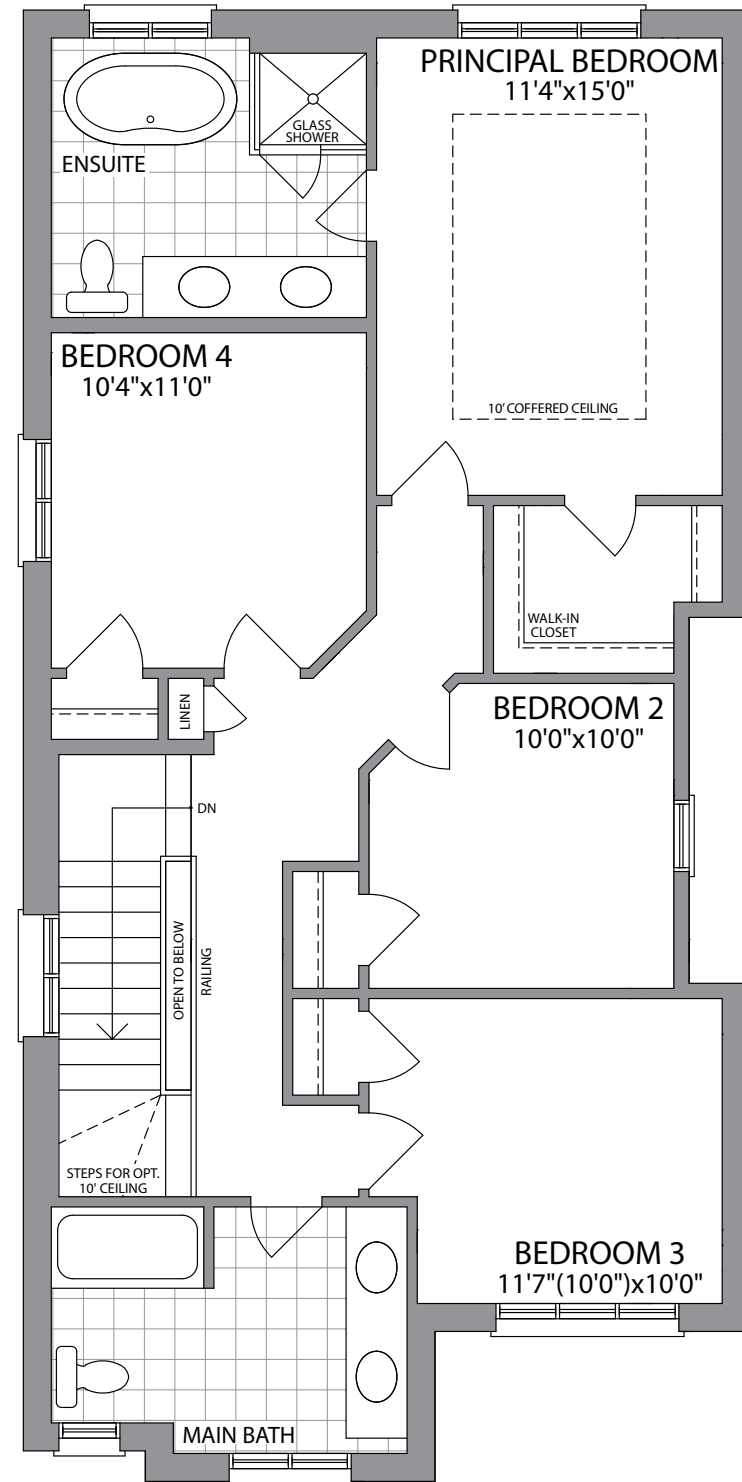 PRINCIPAL BEDROOM
11'4"x15'0"
GLASS
SHOWER
ENSUITE
BEDROOM 4
10'4"x11'0"
10' COFFERED CEILING
WALK-IN
CLOSET
LINEN
BEDROOM 2
10'0"x10'0"
DN
OPEN TO BELOW
RAILING
STEPS FOR OPT.
10' CEILING
BEDROOM 3
11'7"(10'0")x10'0"
MAIN BATH